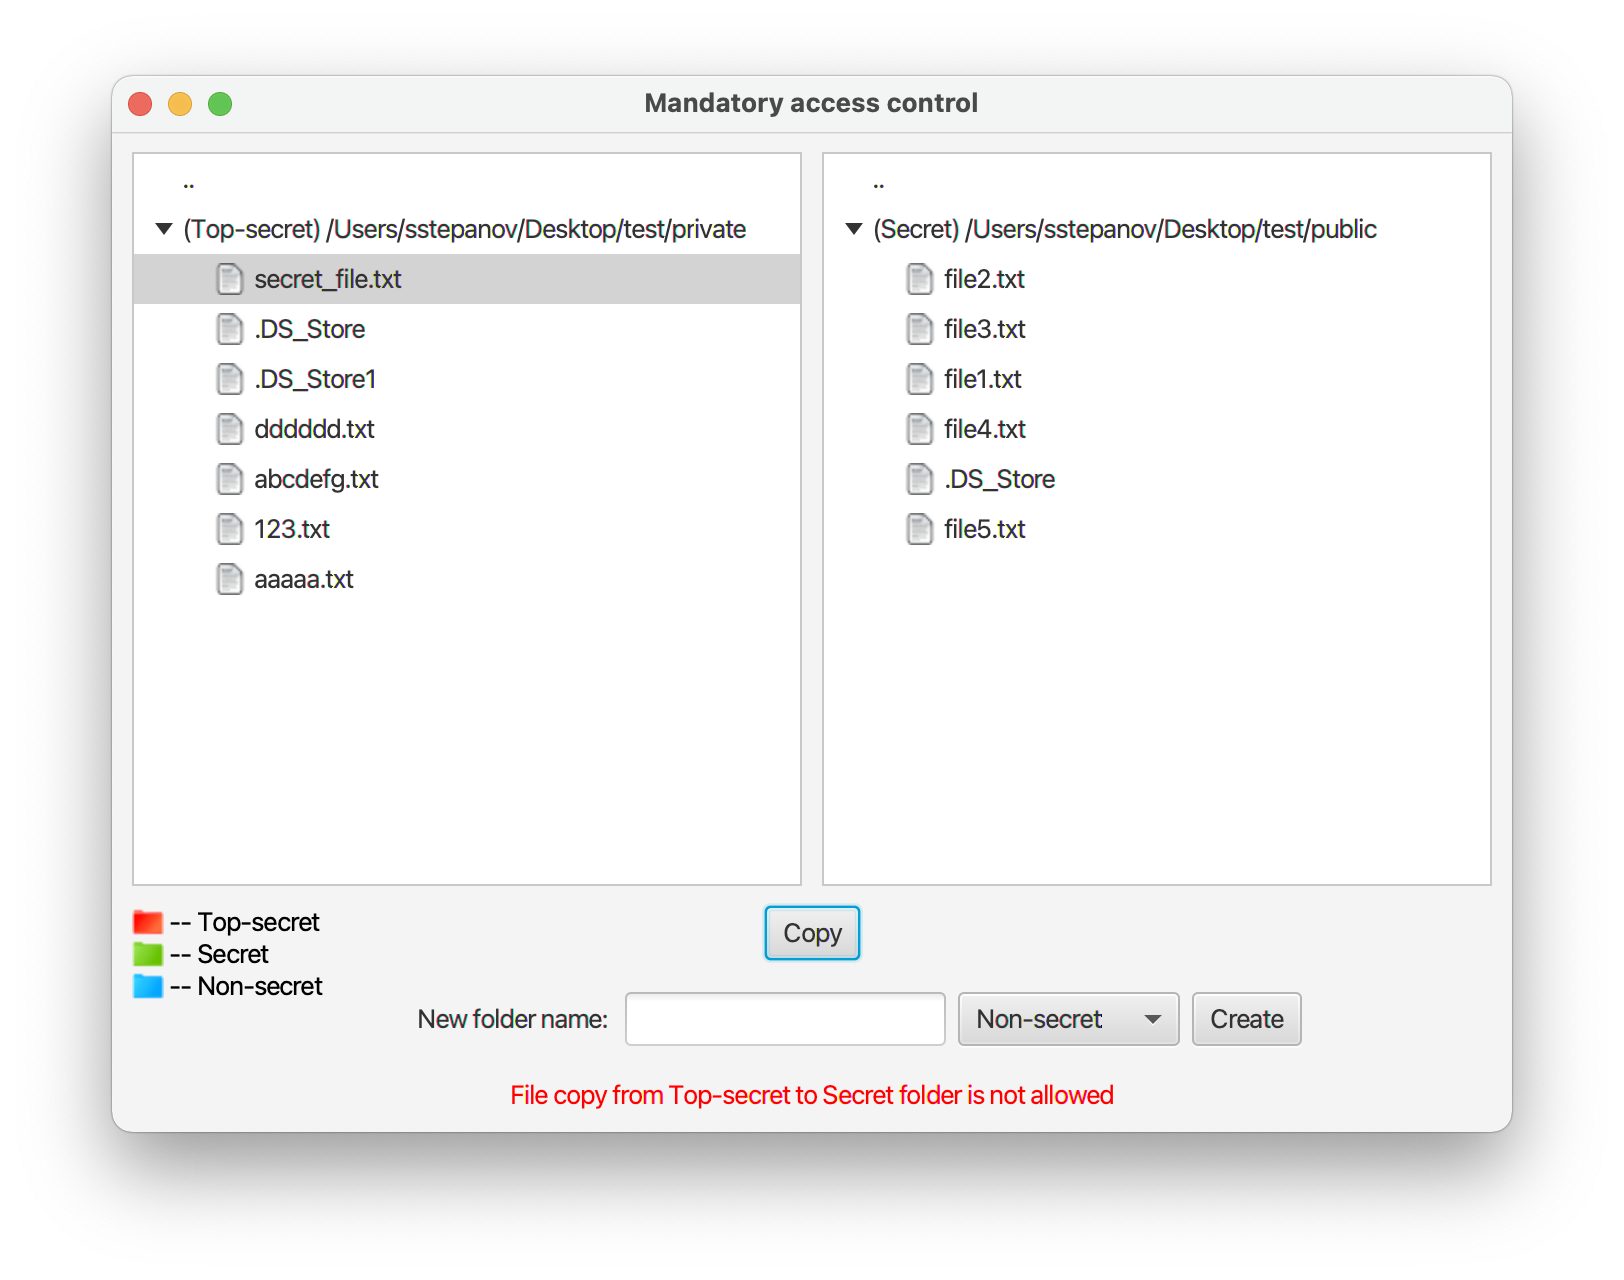 Mandatory access control
..
(Top-secret) /Users/sstepanov/Desktop/test/private
secret_file.txt
.DS_Store
.DS_Store1
dddddd.txt
abcdefg.txt
123.txt
aaaaa.txt
..
(Secret) /Users/sstepanov/Desktop/test/public
file2.txt
file3.txt
file1.txt
file4.txt
.DS_Store
file5.txt
-- Top-secret
-- Secret
-- Non-secret
Copy
New folder name:
Non-secret
Create
File copy from Top-secret to Secret folder is not allowed